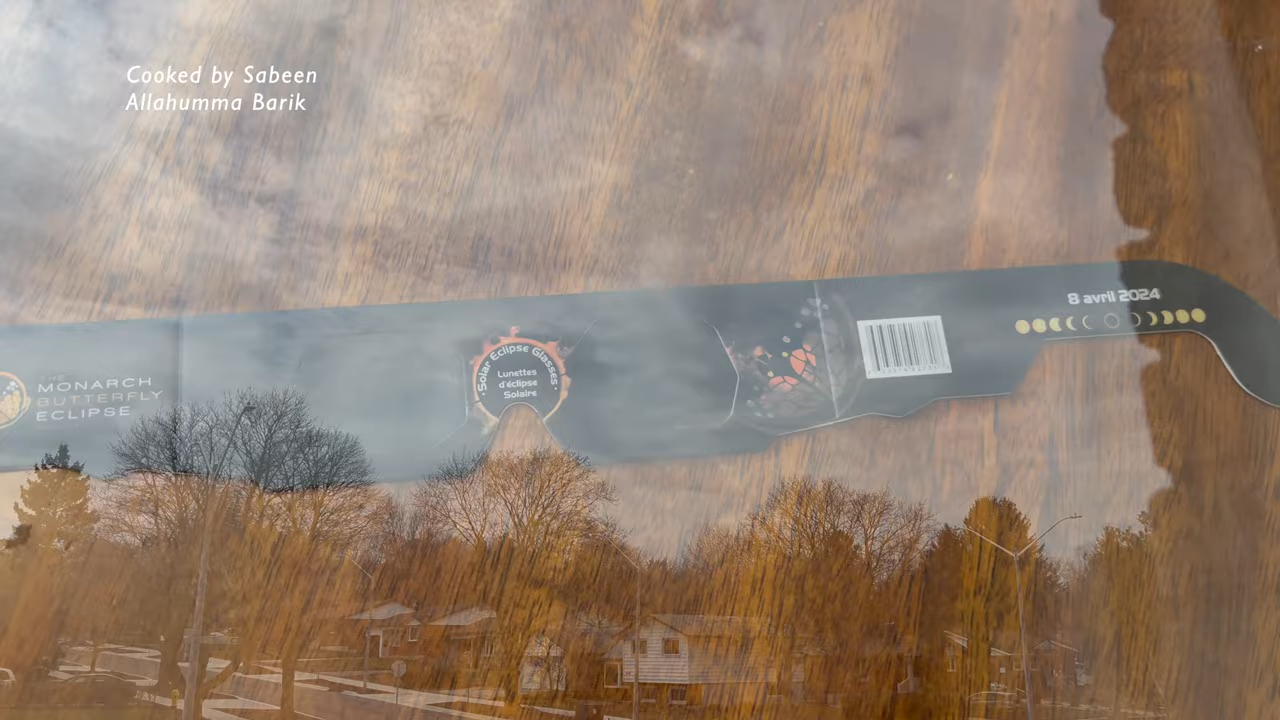 Cooked by Sabeen
Allahumma Barik
8 avril 2024
Solar Eclipse Glasses
Lunettes
d'éclipse
Solaire
THE
MONARCH
BUTTERFLY
ECLIPSE